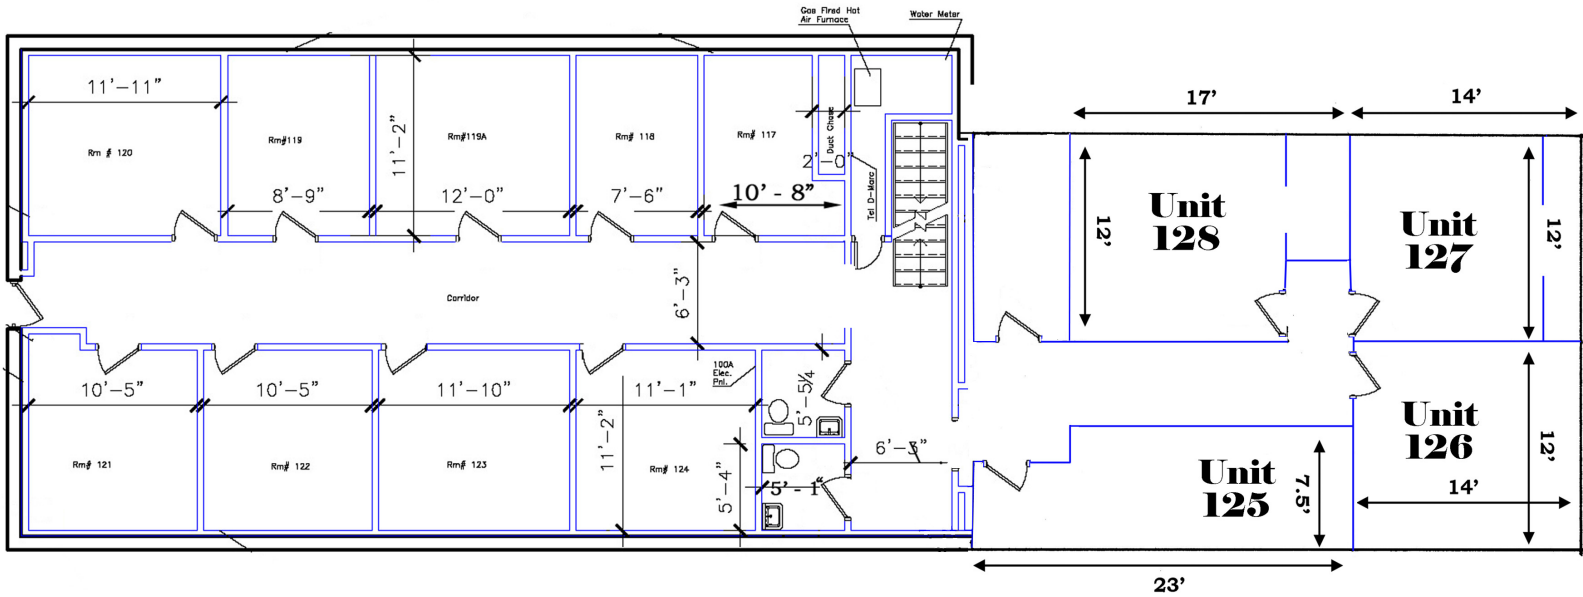 Gas Fired Hot
Air Furnace
Water Meter
17'
14'
11'-11"
Rm # 120
Rm#119
Rm#119A
Rm# 118
Rm# 117
11'-2"
Duct Chase
2'-0"
Tel D-Marc
8'-9"
12'-0"
7'-6"
10' - 8"
12'
Unit
128
Unit
127
12'
Corridor
6'-3"
100A
Elec.
Pnl.
10'-5"
10'-5"
11'-10"
11'-1"
5'-5¼
11'-2"
Rm# 121
Rm# 122
Rm# 123
Rm# 124
5'-4"
5' - 1"
6'-3"
Unit
125
7.5'
Unit
126
12'
14'
23'